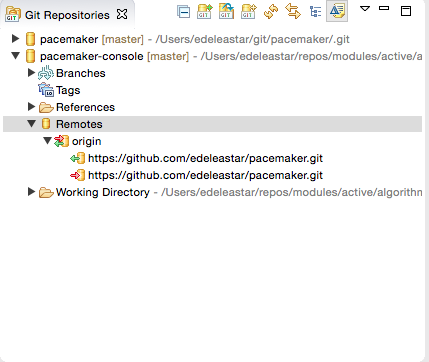 Git Repositories
pacemaker [master] - /Users/edeleastar/git/pacemaker/.git
pacemaker-console [master] - /Users/edeleastar/repos/modules/active/a
Branches
Tags
References
Remotes
origin
https://github.com/edeleastar/pacemaker.git
https://github.com/edeleastar/pacemaker.git
Working Directory - /Users/edeleastar/repos/modules/active/algorithm